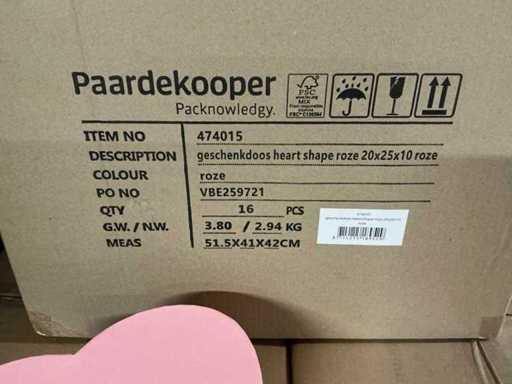 Paardekooper
Packnowledgy.
FSC
MIX
ITEM NO 474015
DESCRIPTION geschenkdoos heart shape roze 20x25x10 roze
COLOUR roze
PO NO VBE259721
QTY 16 PCS
G.W. / N.W. 3.80 / 2.94 KG
MEAS 51.5X41X42CM